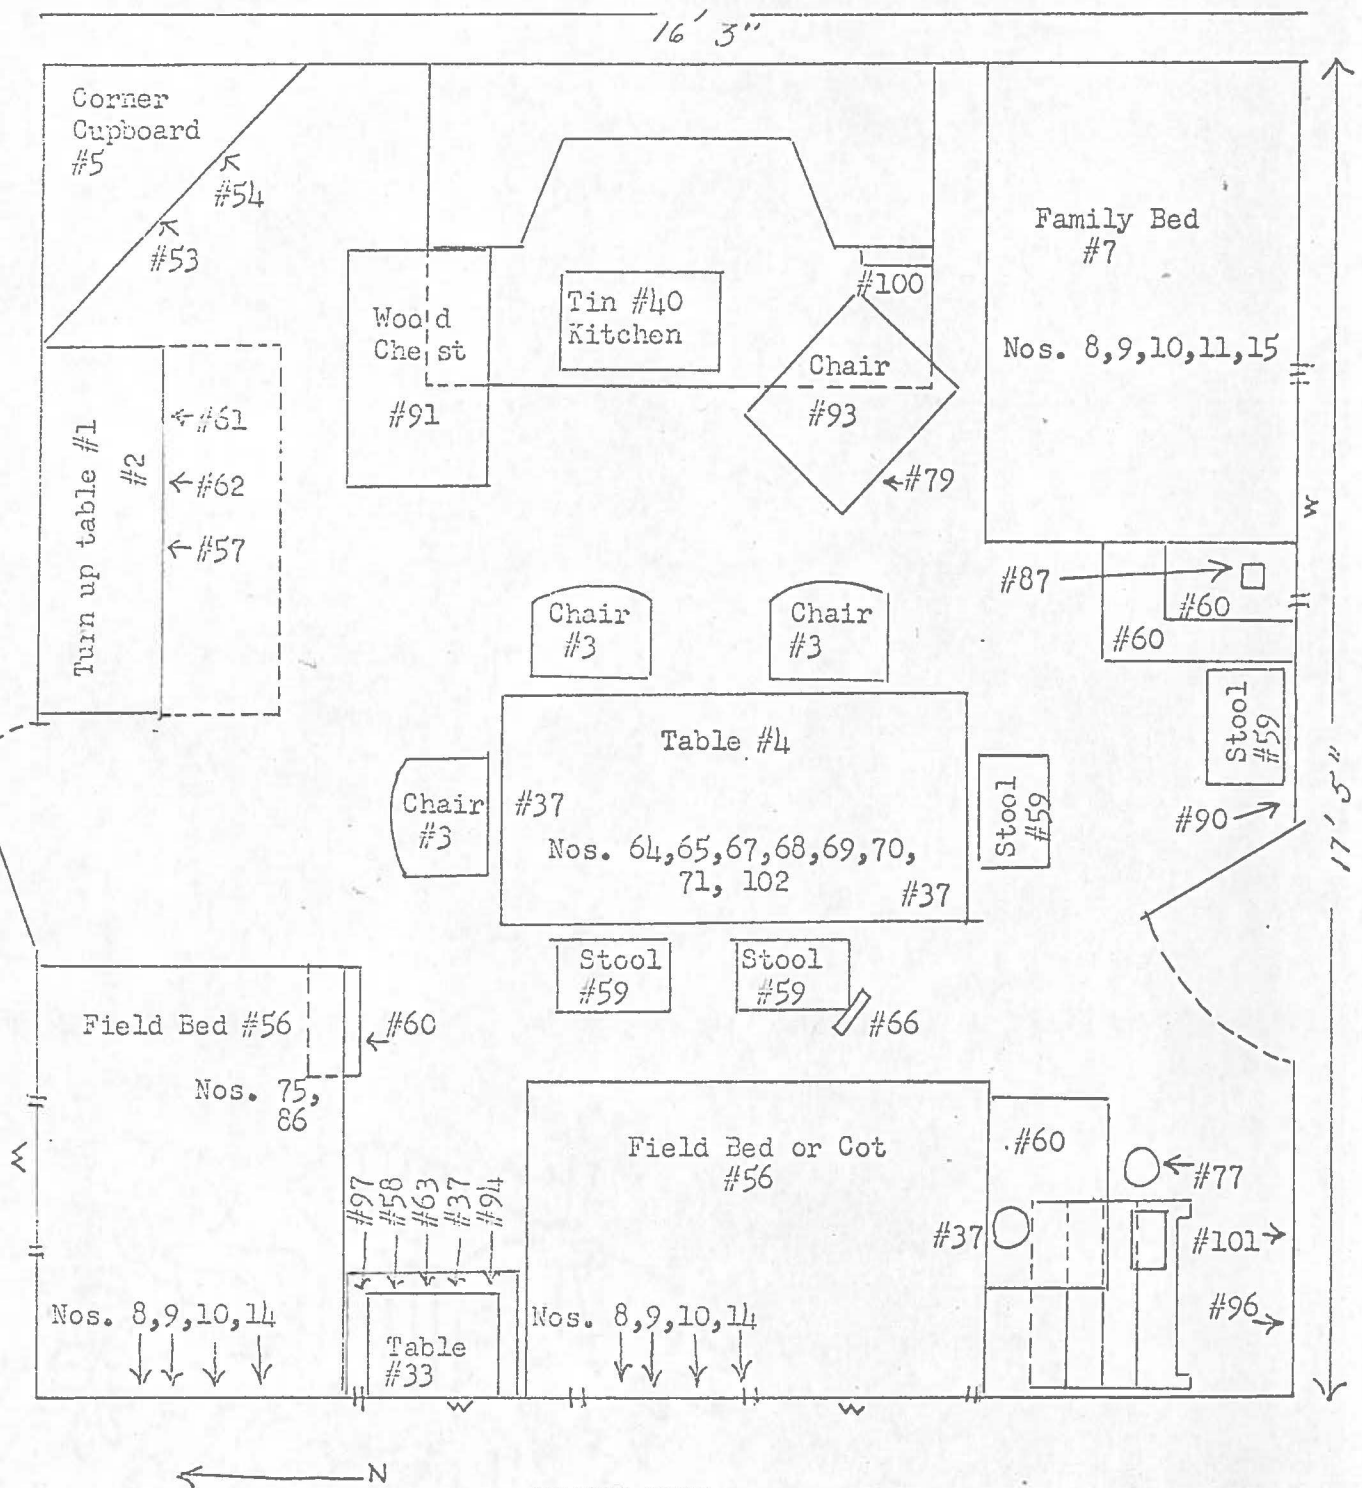 16' 3"
Corner
Cupboard
#5
#54
#53
Family Bed
#7
Nos. 8,9,10,11,15
#100
Tin #40
Kitchen
Wood
Chest
#91
Chair
#93
#79
Turn up table #1
#2
#61
#62
#57
W
#87
#60
#60
Chair
#3
Chair
#3
Stool
#59
Table #4
Chair
#3
#37
Stool
#59
#90
17' 5"
Nos. 64,65,67,68,69,70,
71, 102
#37
Stool
#59
Stool
#59
#66
Field Bed #56
#60
Nos. 75,
86
Field Bed or Cot
#56
#60
#77
W
#97
#58
#63
#37
#94
#37
#101
#96
Nos. 8,9,10,14
Nos. 8,9,10,14
Table
#33
W
W
N